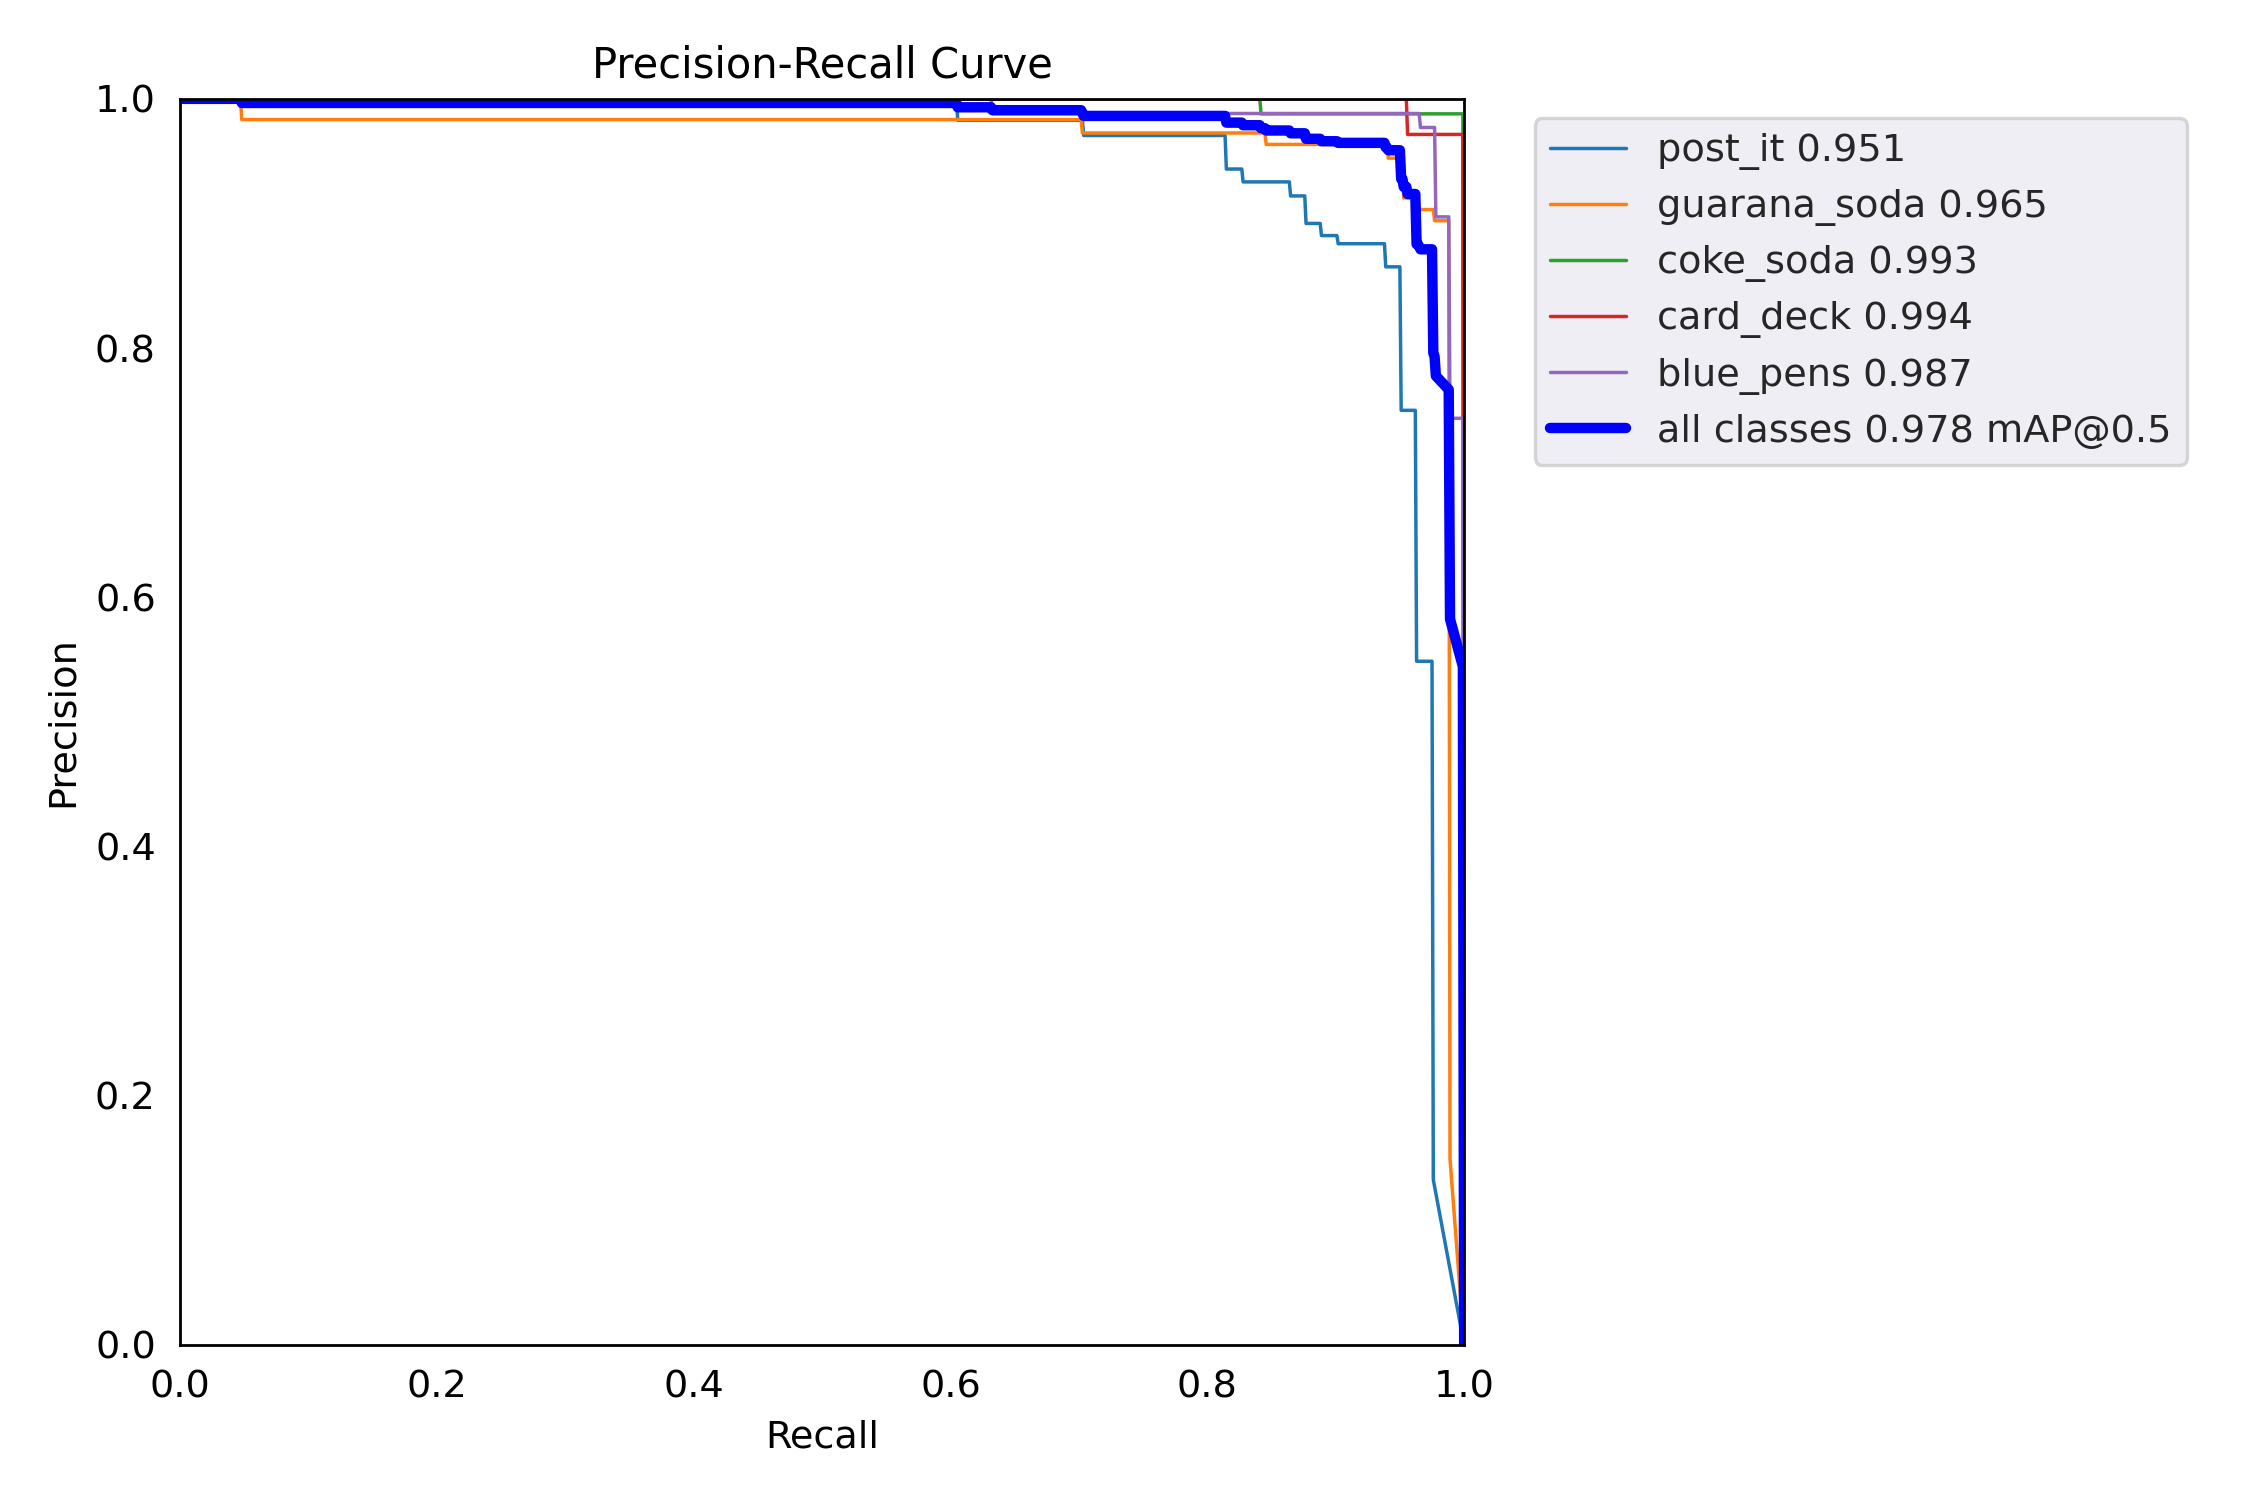 Precision-Recall Curve
1.0
0.8
0.6
0.4
0.2
0.0
Precision
0.0 0.2 0.4 0.6 0.8 1.0
Recall
post_it 0.951
guarana_soda 0.965
coke_soda 0.993
card_deck 0.994
blue_pens 0.987
all classes 0.978 mAP@0.5